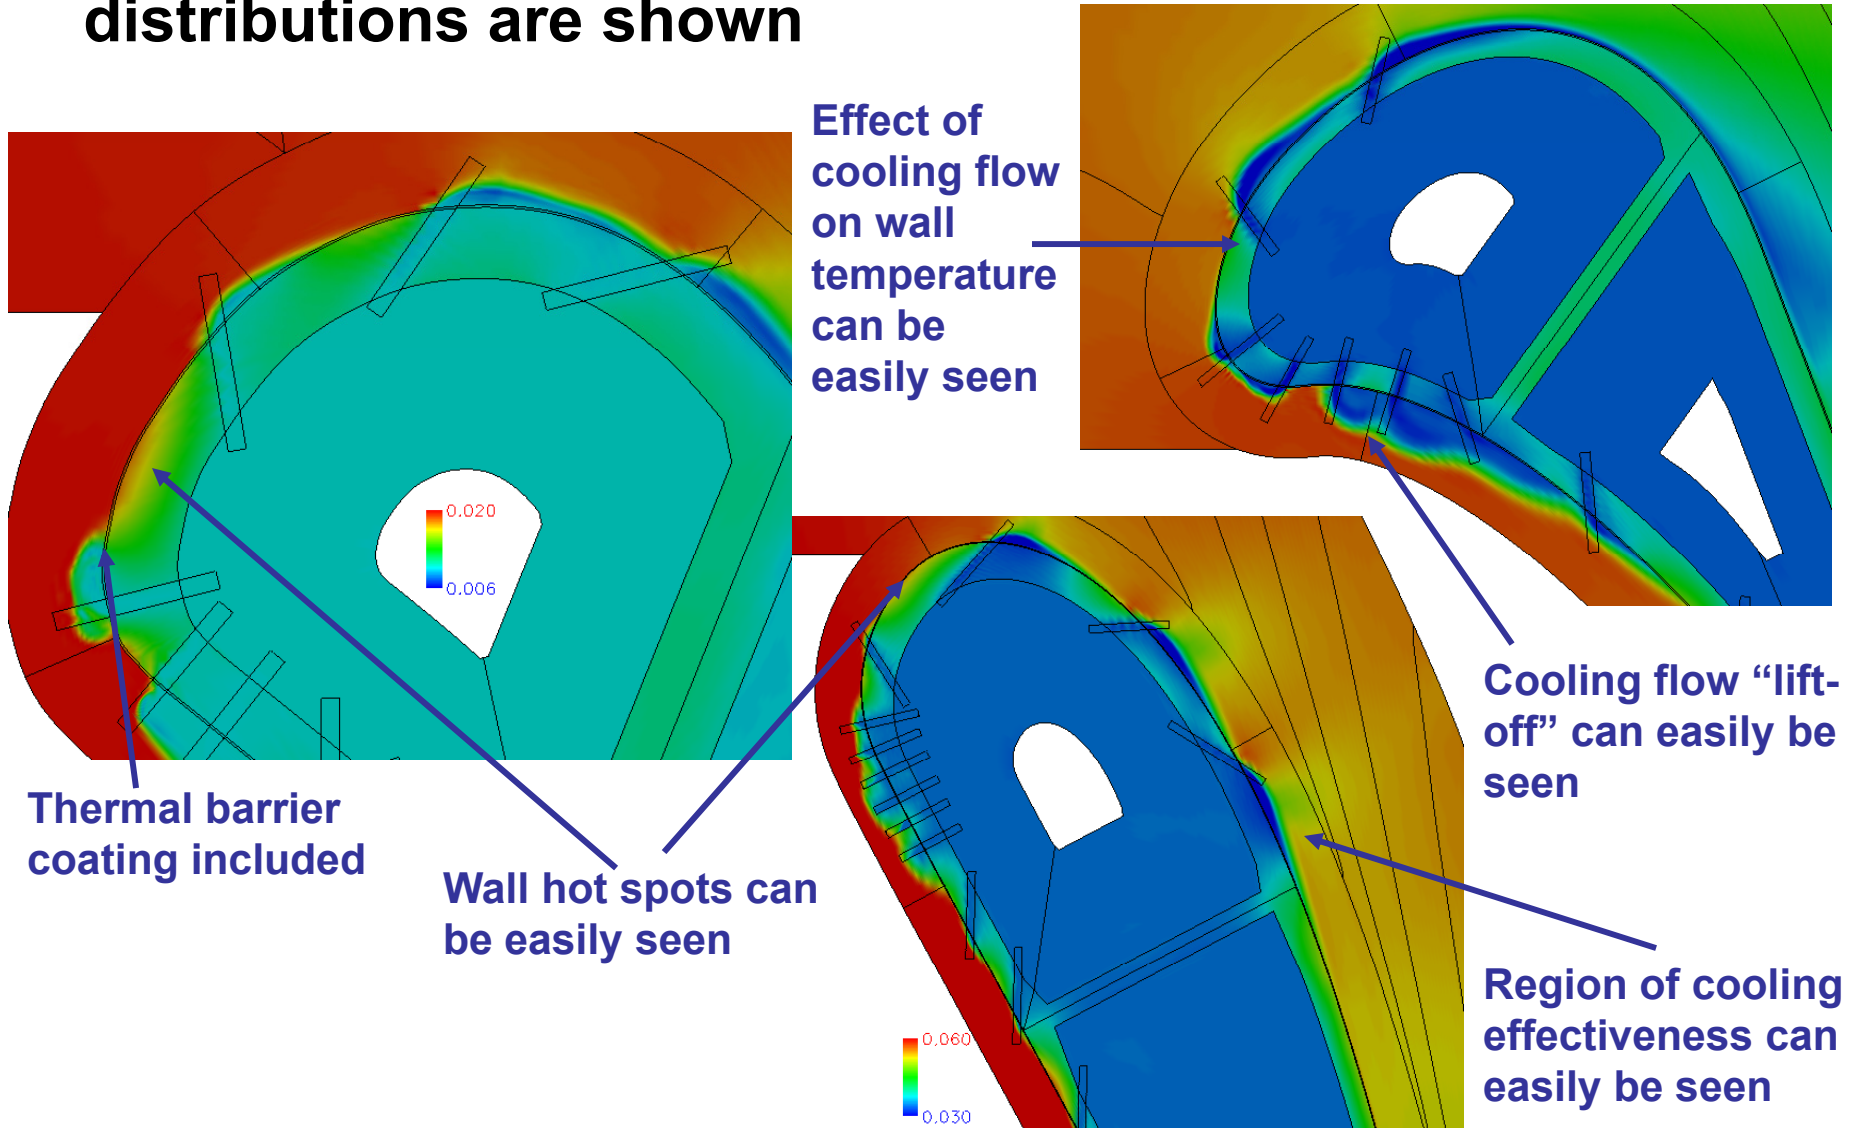 distributions are shown
Effect of
cooling flow
on wall
temperature
can be
easily seen
0.020
0.006
Cooling flow “lift-
off” can easily be
seen
Thermal barrier
coating included
Wall hot spots can
be easily seen
Region of cooling
effectiveness can
easily be seen
0.060
0.030